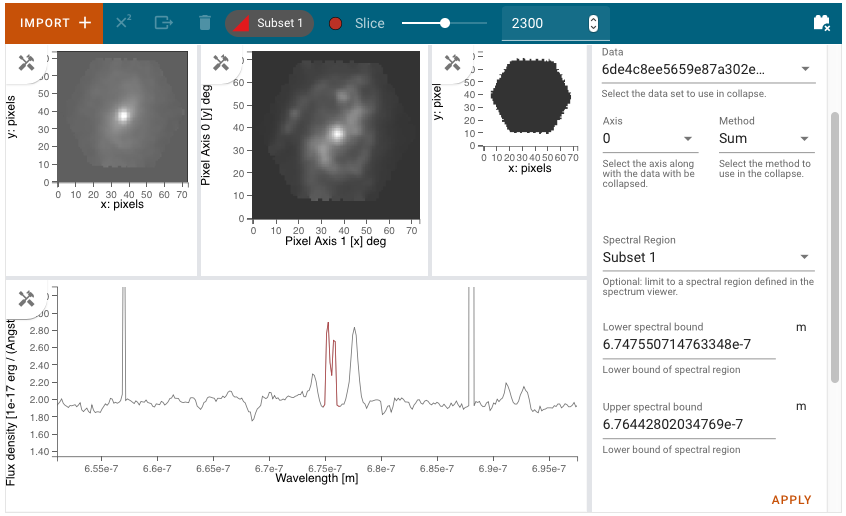 IMPORT +
x²
Subset 1
Slice
2300
y: pixels
70
60
50
40
30
20
10
0
0 10 20 30 40 50 60 70
x: pixels
Pixel Axis 0 [y] deg
70
60
50
40
30
20
10
0
0 10 20 30 40 50 60 70
Pixel Axis 1 [x] deg
y: pixel
70
60
50
40
30
20
10
0
0 10 20 30 40 50 60 70
x: pixels
Data
6de4c8ee5659e87a302e...
Select the data set to use in collapse.
Axis
Method
0
Sum
Select the axis along
with the data with be
collapsed.
Select the method to
use in the collapse.
Spectral Region
Subset 1
Optional: limit to a spectral region defined in the
spectrum viewer.
Lower spectral bound
m
6.747550714763348e-7
Lower bound of spectral region
Upper spectral bound
m
6.76442802034769e-7
Lower bound of spectral region
APPLY
Flux density [1e-17 erg / (Angst
2.80
2.60
2.40
2.20
2.00
1.80
1.60
1.40
6.55e-7 6.6e-7 6.65e-7 6.7e-7 6.75e-7 6.8e-7 6.85e-7 6.9e-7 6.95e-7
Wavelength [m]